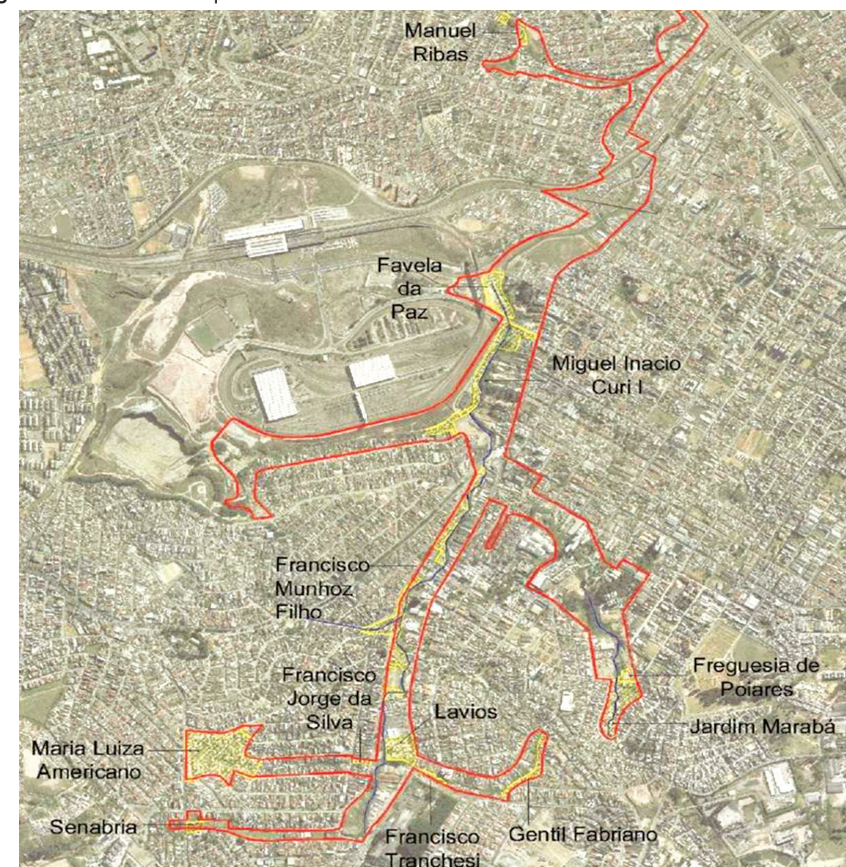 Manuel
Ribas
Favela
da
Paz
Miguel Inacio
Curi I
Francisco
Munhoz
Filho
Francisco
Jorge da
Silva
Lavios
Freguesia de
Poiares
Jardim Marabá
Maria Luiza
Americano
Senabria
Francisco
Tranchesi
Gentil Fabriano